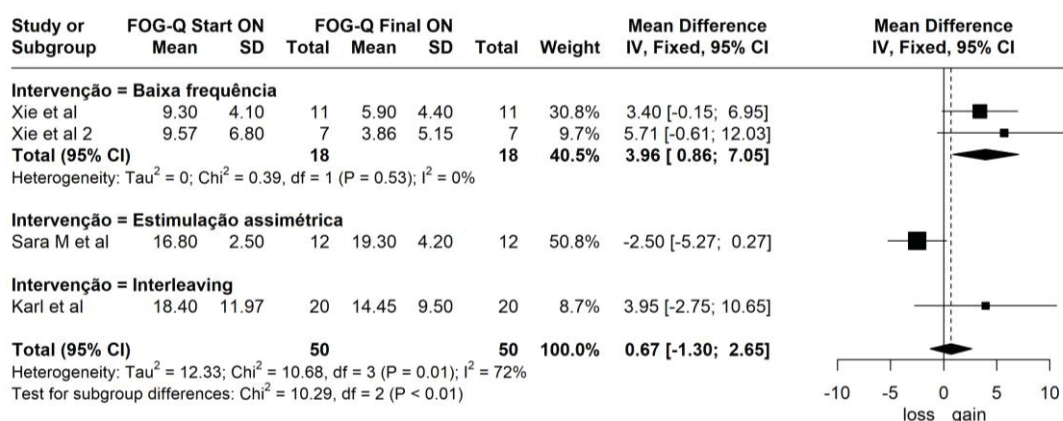 Study or FOG-Q Start ON FOG-Q Final ON Mean Difference Mean Difference
Subgroup Mean SD Total Mean SD Total Weight IV, Fixed, 95% CI IV, Fixed, 95% CI
Intervenção = Baixa frequência
Xie et al 9.30 4.10 11 5.90 4.40 11 30.8% 3.40 [-0.15; 6.95]
Xie et al 2 9.57 6.80 7 3.86 5.15 7 9.7% 5.71 [-0.61; 12.03]
Total (95% CI) 18 18 40.5% 3.96 [ 0.86; 7.05]
Heterogeneity: Tau² = 0; Chi² = 0.39, df = 1 (P = 0.53); I² = 0%
Intervenção = Estimulação assimétrica
Sara M et al 16.80 2.50 12 19.30 4.20 12 50.8% -2.50 [-5.27; 0.27]
Intervenção = Interleaving
Karl et al 18.40 11.97 20 14.45 9.50 20 8.7% 3.95 [-2.75; 10.65]
Total (95% CI) 50 50 100.0% 0.67 [-1.30; 2.65]
Heterogeneity: Tau² = 12.33; Chi² = 10.68, df = 3 (P = 0.01); I² = 72%
Test for subgroup differences: Chi² = 10.29, df = 2 (P < 0.01)
-10 -5 0 5 10
loss gain